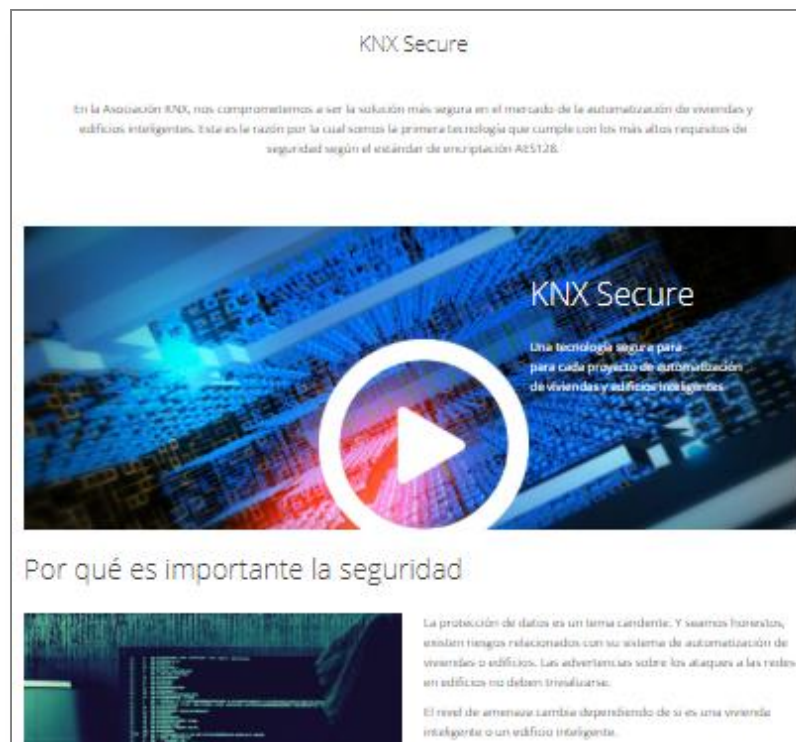 KNX Secure
En la Asociación KNX, nos comprometemos a ser la solución más segura en el mercado de la automatización de viviendas y
edificios inteligentes. Esta es la razón por la cual somos la primera tecnología que cumple con los más altos requisitos de
seguridad según el estándar de encriptación AES128.
KNX Secure
Una tecnología segura para
para cada proyecto de automatización
de viviendas y edificios inteligentes
Por qué es importante la seguridad
La protección de datos es un tema candente. Y seamos honestos,
existen riesgos relacionados con su sistema de automatización de
viviendas o edificios. Las advertencias sobre los ataques a las redes
en edificios no deben trivializarse.
El nivel de amenaza cambia dependiendo de si es una vivienda
inteligente o un edificio inteligente.